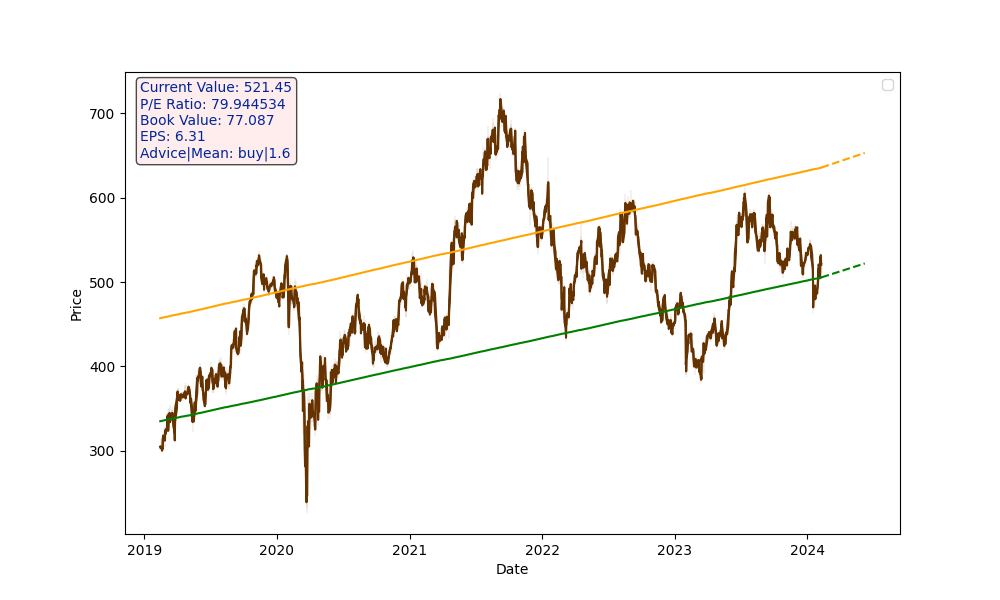 Current Value: 521.45
P/E Ratio: 79.944534
Book Value: 77.087
EPS: 6.31
Advice|Mean: buy|1.6
700
600
500
400
300
Price
2019 2020 2021 2022 2023 2024
Date